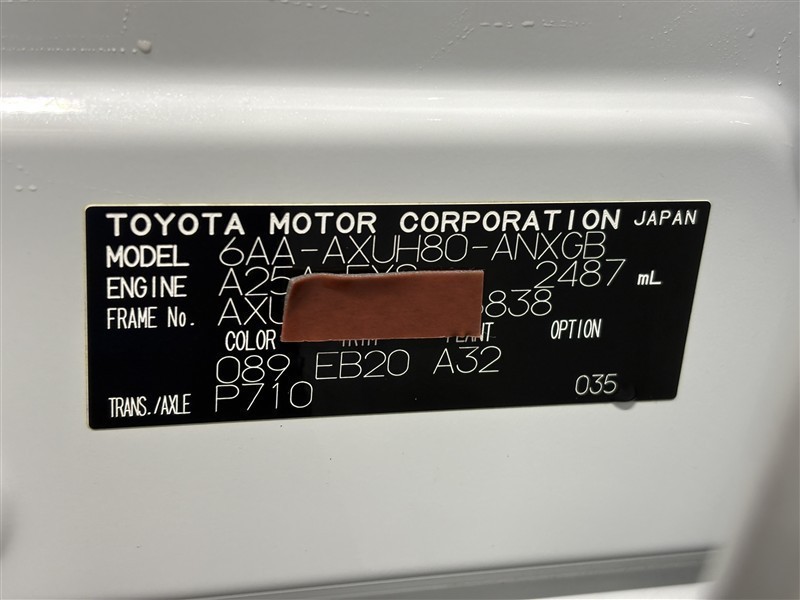 TOYOTA MOTOR CORPORATION JAPAN
MODEL 6AA-AXUH80-ANXGB
ENGINE 2487 mL
FRAME No. AXU 838
COLOR OPTION
089 EB20 A32
TRANS./AXLE P710 035